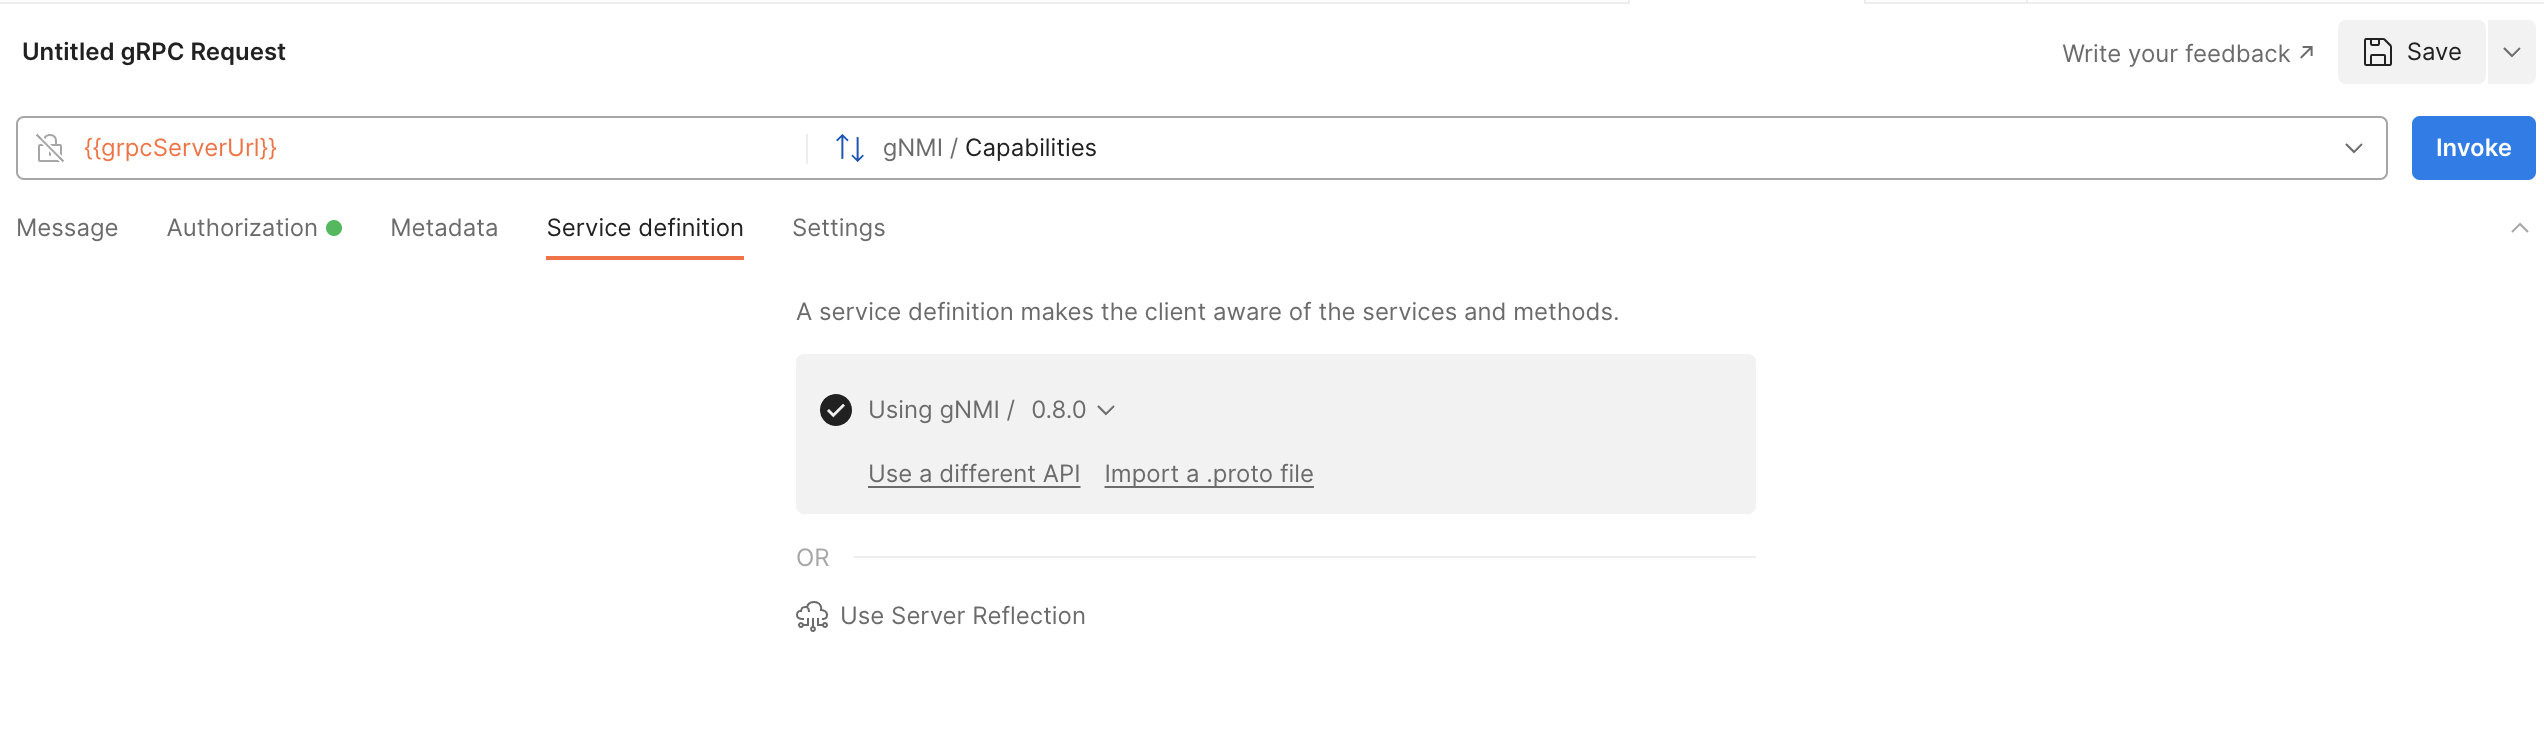 Untitled gRPC Request
Write your feedback ↗
Save
{{grpcServerUrl}}
gNMI / Capabilities
Invoke
Message
Authorization
Metadata
Service definition
Settings
A service definition makes the client aware of the services and methods.
Using gNMI / 0.8.0
Use a different API
Import a .proto file
OR
Use Server Reflection